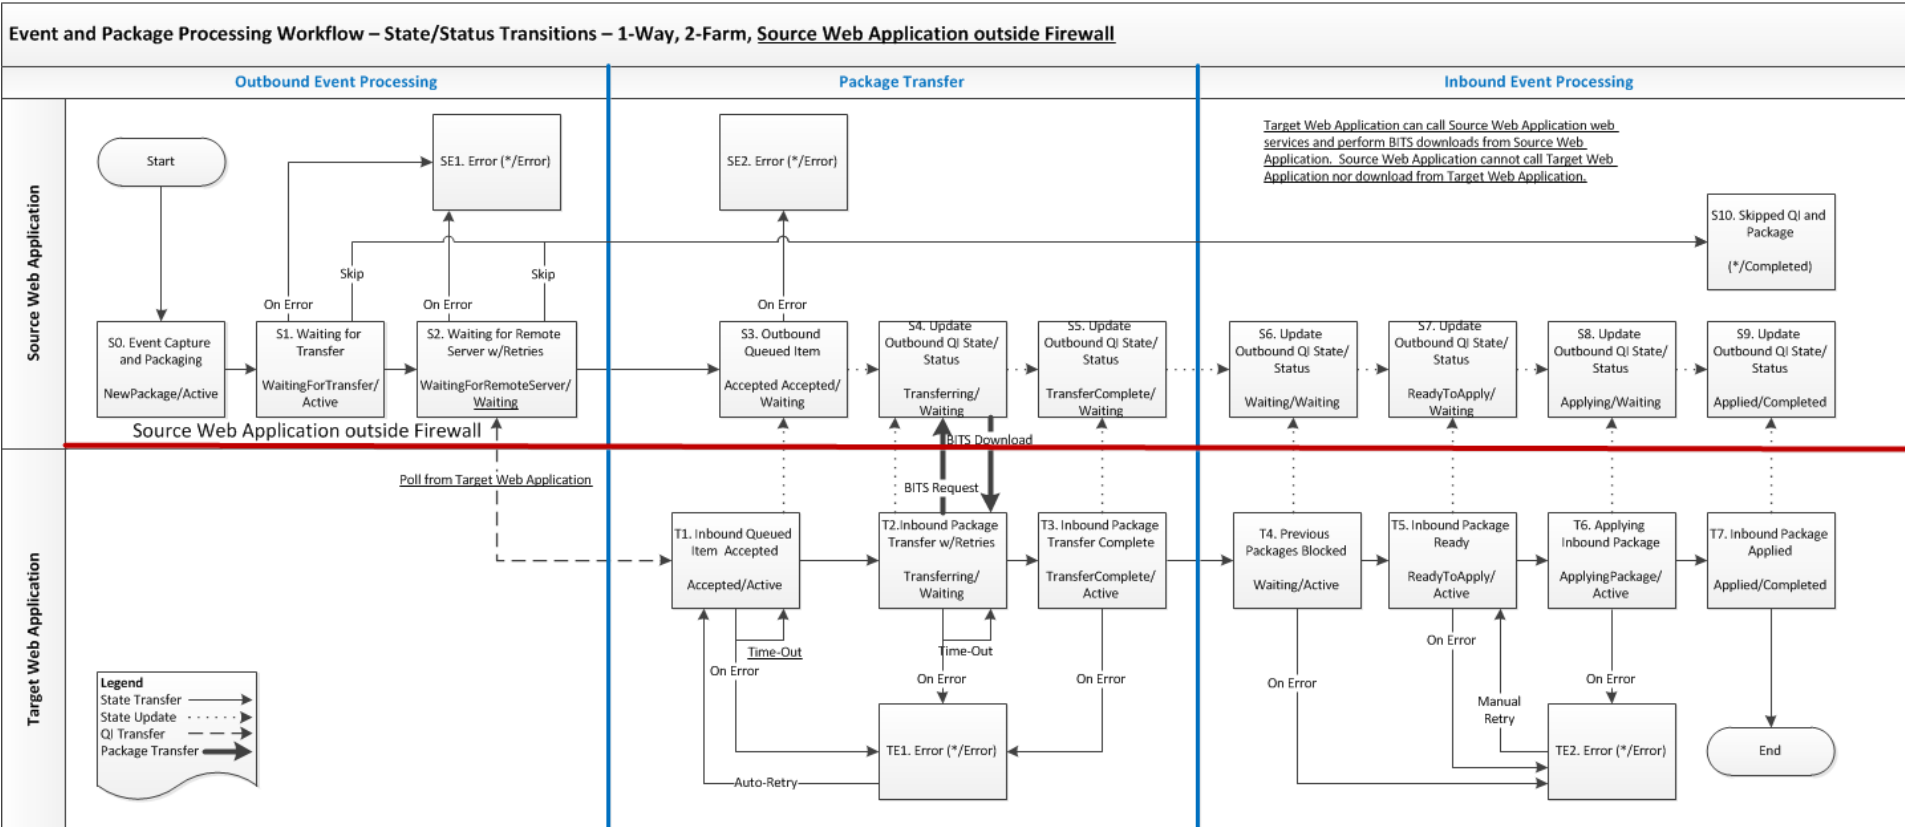 Event and Package Processing Workflow – State/Status Transitions – 1-Way, 2-Farm, Source Web Application outside Firewall
Outbound Event Processing
Package Transfer
Inbound Event Processing
Source Web Application
Start
SE1. Error (*/Error)
SE2. Error (*/Error)
Target Web Application can call Source Web Application web
services and perform BITS downloads from Source Web
Application.  Source Web Application cannot call Target Web
Application nor download from Target Web Application.
S10. Skipped QI and
Package
(*/Completed)
Skip
Skip
On Error
On Error
On Error
S0. Event Capture
and Packaging
NewPackage/Active
S1. Waiting for
Transfer
WaitingForTransfer/
Active
S2. Waiting for Remote
Server w/Retries
WaitingForRemoteServer/
Waiting
S3. Outbound
Queued Item
Accepted Accepted/
Waiting
S4. Update
Outbound QI State/
Status
Transferring/
Waiting
S5. Update
Outbound QI State/
Status
TransferComplete/
Waiting
S6. Update
Outbound QI State/
Status
Waiting/Waiting
S7. Update
Outbound QI State/
Status
ReadyToApply/
Waiting
S8. Update
Outbound QI State/
Status
Applying/Waiting
S9. Update
Outbound QI State/
Status
Applied/Completed
Source Web Application outside Firewall
BITS Download
Target Web Application
Poll from Target Web Application
BITS Request
T1. Inbound Queued
Item  Accepted
Accepted/Active
T2.Inbound Package
Transfer w/Retries
Transferring/
Waiting
T3. Inbound Package
Transfer Complete
TransferComplete/
Active
T4. Previous
Packages Blocked
Waiting/Active
T5. Inbound Package
Ready
ReadyToApply/
Active
T6. Applying
Inbound Package
ApplyingPackage/
Active
T7. Inbound Package
Applied
Applied/Completed
Time-Out
On Error
Time-Out
On Error
On Error
On Error
On Error
Manual
Retry
On Error
TE1. Error (*/Error)
Auto-Retry
TE2. Error (*/Error)
End
Legend
State Transfer
State Update
QI Transfer
Package Transfer